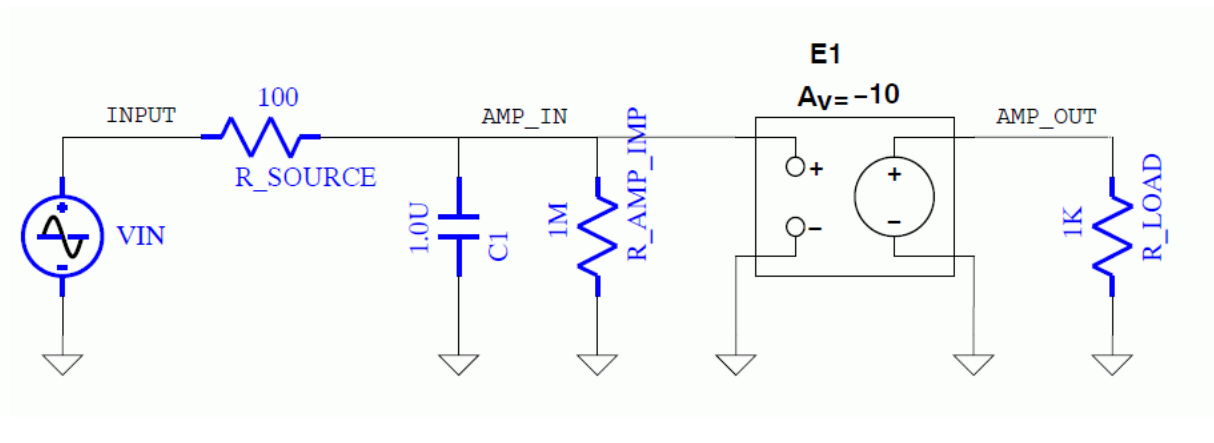 E1
AV=−10
INPUT
100
R_SOURCE
AMP_IN
AMP_OUT
VIN
1.0U
C1
1M
R_AMP_IMP
+
−
+
−
1K
R_LOAD